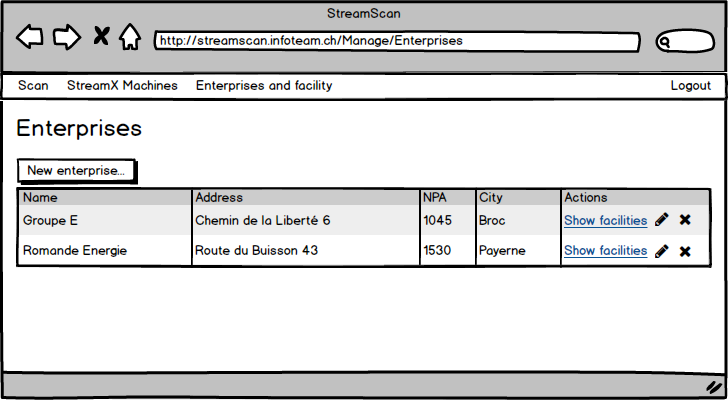 StreamScan
http://streamscan.infoteam.ch/Manage/Enterprises
Scan StreamX Machines Enterprises and facility Logout
Enterprises
New enterprise...
Name Address NPA City Actions
Groupe E Chemin de la Liberté 6 1045 Broc Show facilities
Romande Energie Route du Buisson 43 1530 Payerne Show facilities